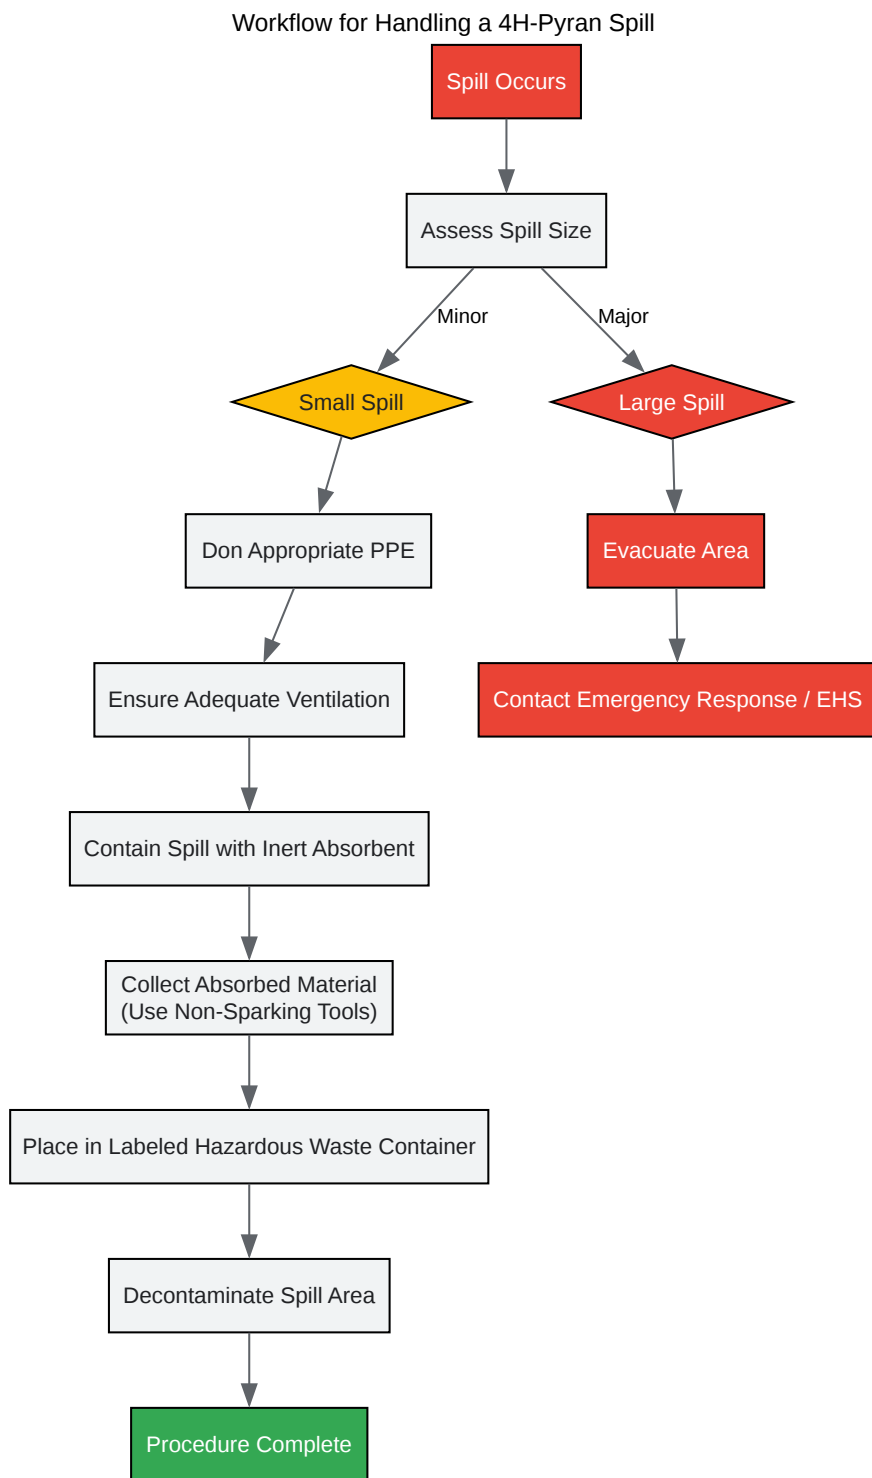 Workflow for Handling a 4H-Pyran Spill
Spill Occurs
Assess Spill Size
Minor
Major
Small Spill
Large Spill
Don Appropriate PPE
Evacuate Area
Ensure Adequate Ventilation
Contact Emergency Response / EHS
Contain Spill with Inert Absorbent
Collect Absorbed Material
(Use Non-Sparking Tools)
Place in Labeled Hazardous Waste Container
Decontaminate Spill Area
Procedure Complete